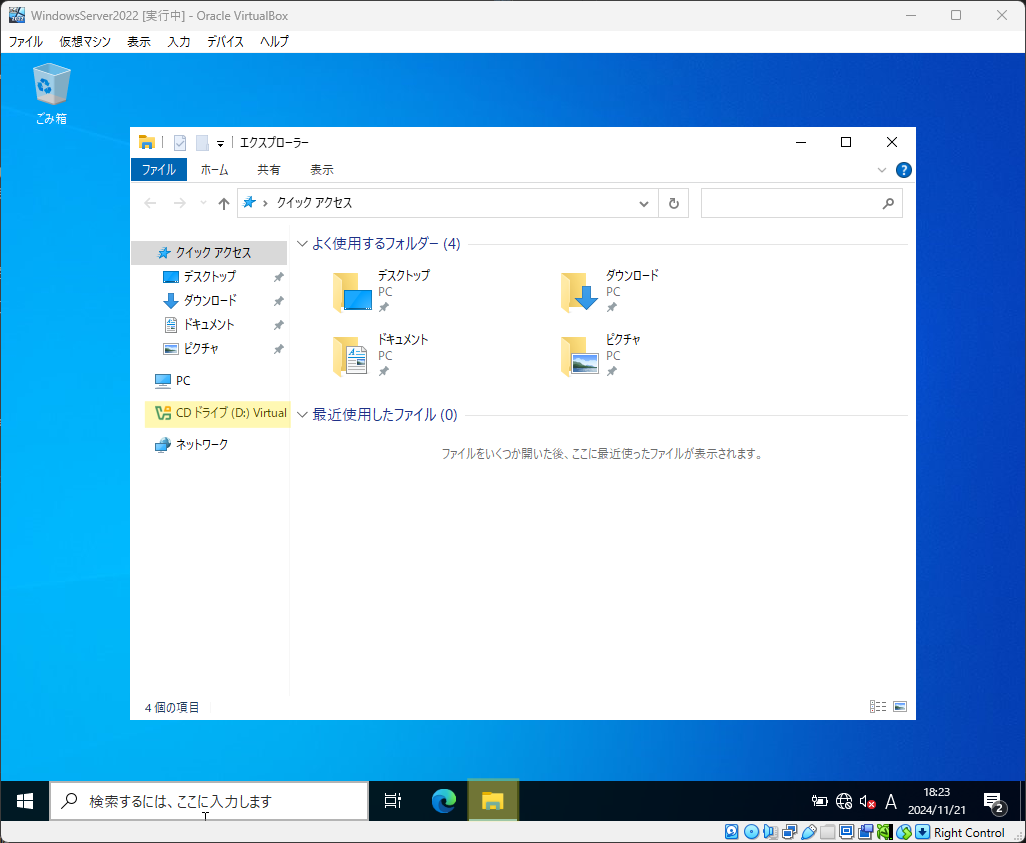 WindowsServer2022 [実行中] - Oracle VirtualBox
ファイル 仮想マシン 表示 入力 デバイス ヘルプ
ごみ箱
エクスプローラー
ファイル ホーム 共有 表示
クイック アクセス
クイック アクセス
デスクトップ
ダウンロード
ドキュメント
ピクチャ
PC
CD ドライブ (D:) Virtual
ネットワーク
よく使用するフォルダー (4)
デスクトップ
PC
ダウンロード
PC
ドキュメント
PC
ピクチャ
PC
最近使用したファイル (0)
ファイルをいくつか開いた後、ここに最近使ったファイルが表示されます。
4 個の項目
検索するには、ここに入力します
A
18:23
2024/11/21
2
Right Control